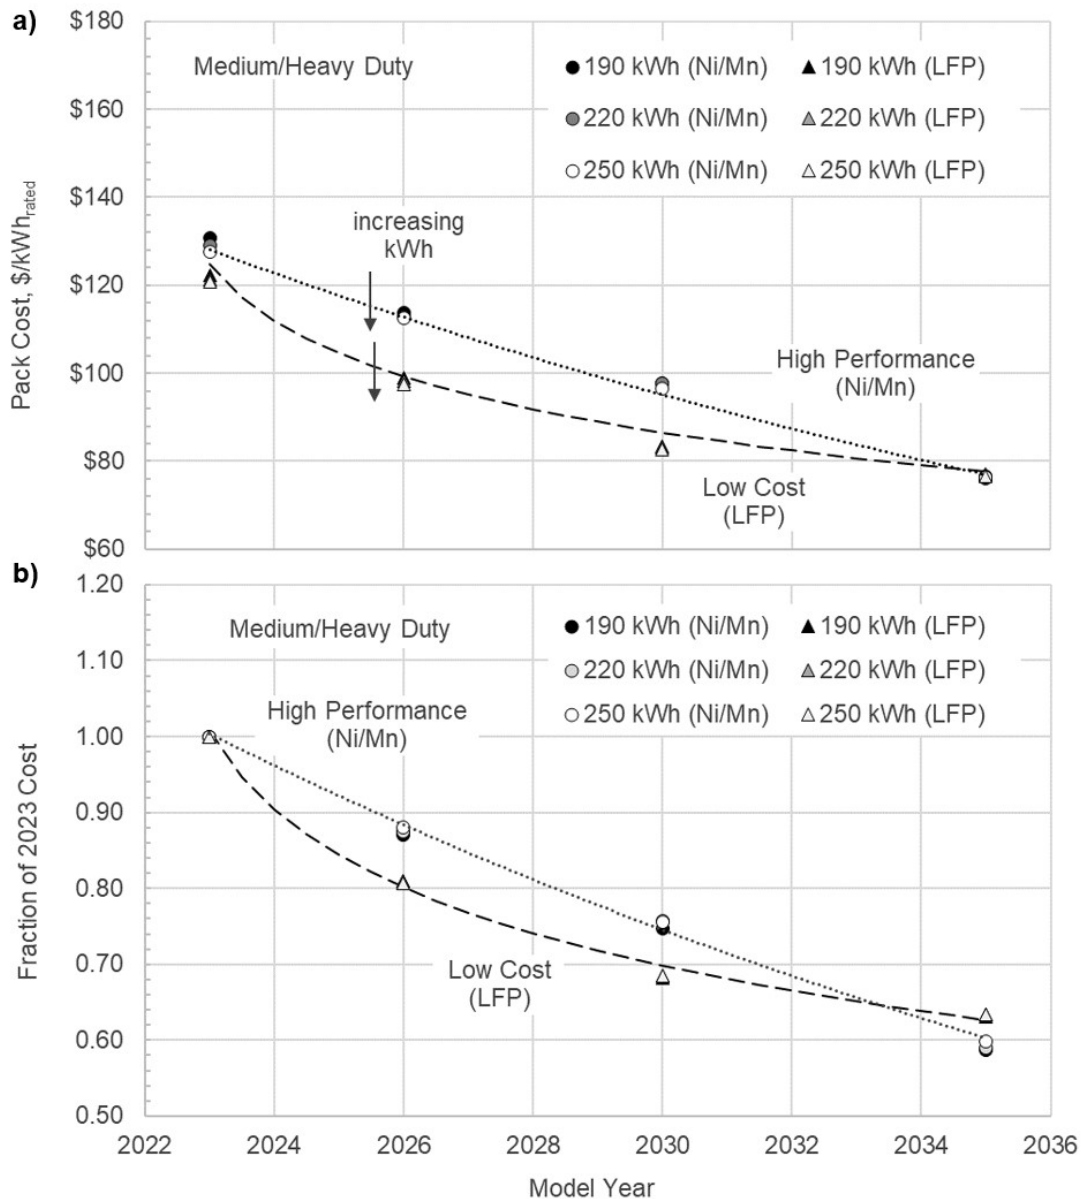 a)
$180
$160
$140
$120
$100
$80
$60
Pack Cost, $/kWhrated
Medium/Heavy Duty
190 kWh (Ni/Mn)
190 kWh (LFP)
220 kWh (Ni/Mn)
220 kWh (LFP)
250 kWh (Ni/Mn)
250 kWh (LFP)
increasing
kWh
High Performance
(Ni/Mn)
Low Cost
(LFP)
b)
1.20
1.10
1.00
0.90
0.80
0.70
0.60
0.50
Fraction of 2023 Cost
Medium/Heavy Duty
190 kWh (Ni/Mn)
190 kWh (LFP)
220 kWh (Ni/Mn)
220 kWh (LFP)
250 kWh (Ni/Mn)
250 kWh (LFP)
High Performance
(Ni/Mn)
Low Cost
(LFP)
2022 2024 2026 2028 2030 2032 2034 2036
Model Year